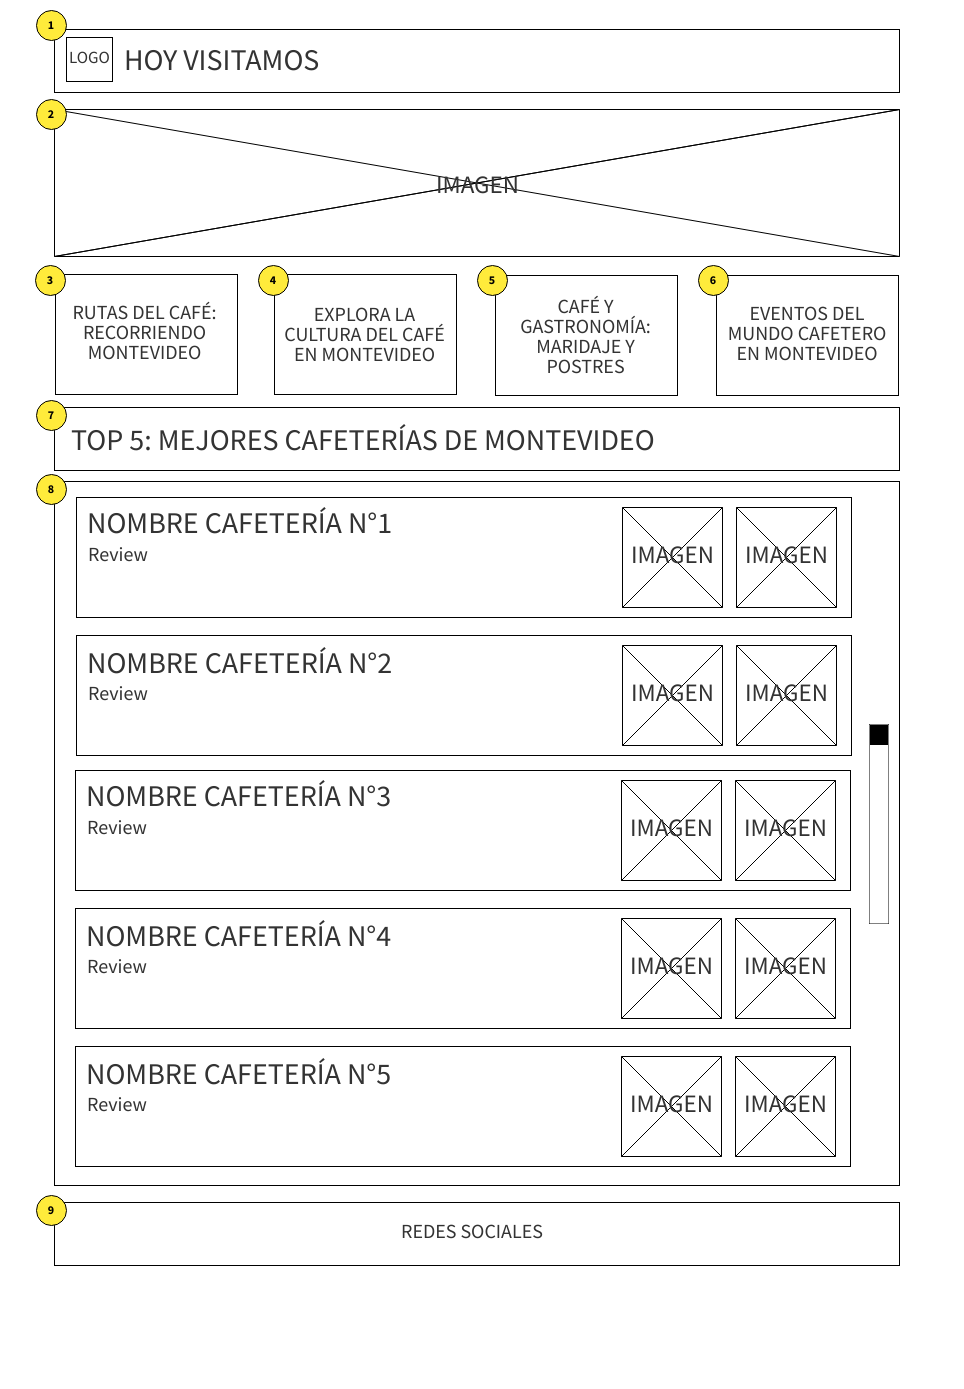 1
LOGO
HOY VISITAMOS
2
IMAGEN
3
RUTAS DEL CAFÉ:
RECORRIENDO
MONTEVIDEO
4
EXPLORA LA
CULTURA DEL CAFÉ
EN MONTEVIDEO
5
CAFÉ Y
GASTRONOMÍA:
MARIDAJE Y
POSTRES
6
EVENTOS DEL
MUNDO CAFETERO
EN MONTEVIDEO
7
TOP 5: MEJORES CAFETERÍAS DE MONTEVIDEO
8
NOMBRE CAFETERÍA N°1
Review
IMAGEN
IMAGEN
NOMBRE CAFETERÍA N°2
Review
IMAGEN
IMAGEN
NOMBRE CAFETERÍA N°3
Review
IMAGEN
IMAGEN
NOMBRE CAFETERÍA N°4
Review
IMAGEN
IMAGEN
NOMBRE CAFETERÍA N°5
Review
IMAGEN
IMAGEN
9
REDES SOCIALES